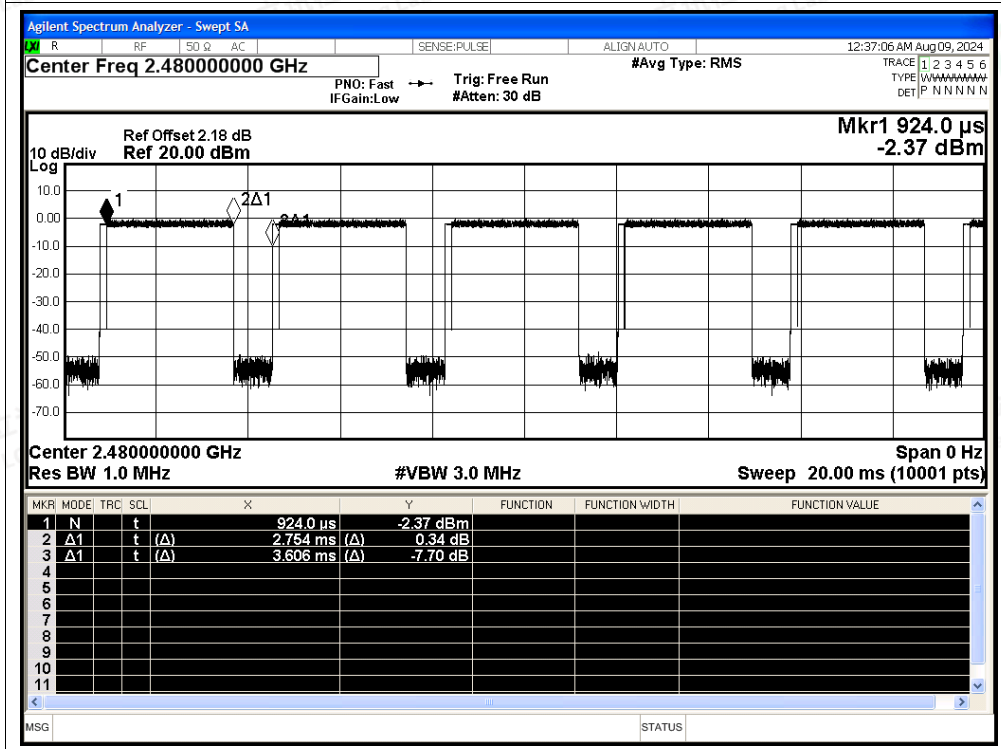 Agilent Spectrum Analyzer - Swept SA
LXI R RF 50 Ω AC SENSE:PULSE ALIGN AUTO 12:37:06 AM Aug 09, 2024
Center Freq 2.480000000 GHz #Avg Type: RMS TRACE 1 2 3 4 5 6
PNO: Fast Trig: Free Run TYPE WWWWWW
IFGain:Low #Atten: 30 dB DET P N N N N N
Mkr1 924.0 µs
Ref Offset 2.18 dB
10 dB/div Ref 20.00 dBm -2.37 dBm
Log
10.0
1 2Δ1
0.00 3Δ1
-10.0
-20.0
-30.0
-40.0
-50.0
-60.0
-70.0
Center 2.480000000 GHz Span 0 Hz
Res BW 1.0 MHz #VBW 3.0 MHz Sweep 20.00 ms (10001 pts)
MKR MODE TRC SCL X Y FUNCTION FUNCTION WIDTH FUNCTION VALUE
1 N t 924.0 µs -2.37 dBm
2 Δ1 t (Δ) 2.754 ms (Δ) 0.34 dB
3 Δ1 t (Δ) 3.606 ms (Δ) -7.70 dB
4
5
6
7
8
9
10
11
MSG STATUS